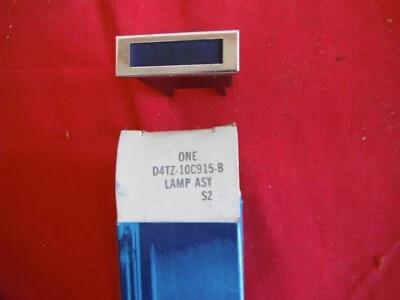 ONE
D4TZ-10C915-B
LAMP ASY
S2